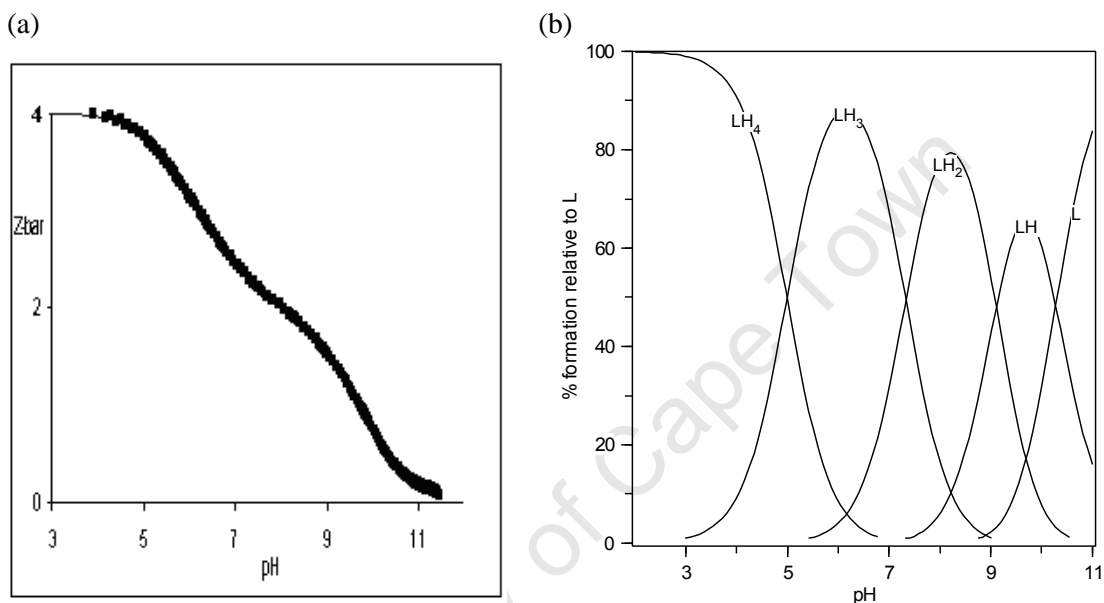 (a)
(b)
4
2
0
Z-bar
3 5 7 9 11
pH
100
80
60
40
20
0
% formation relative to L
LH4
LH3
LH2
LH
L
3 5 7 9 11
pH
of Cape Town